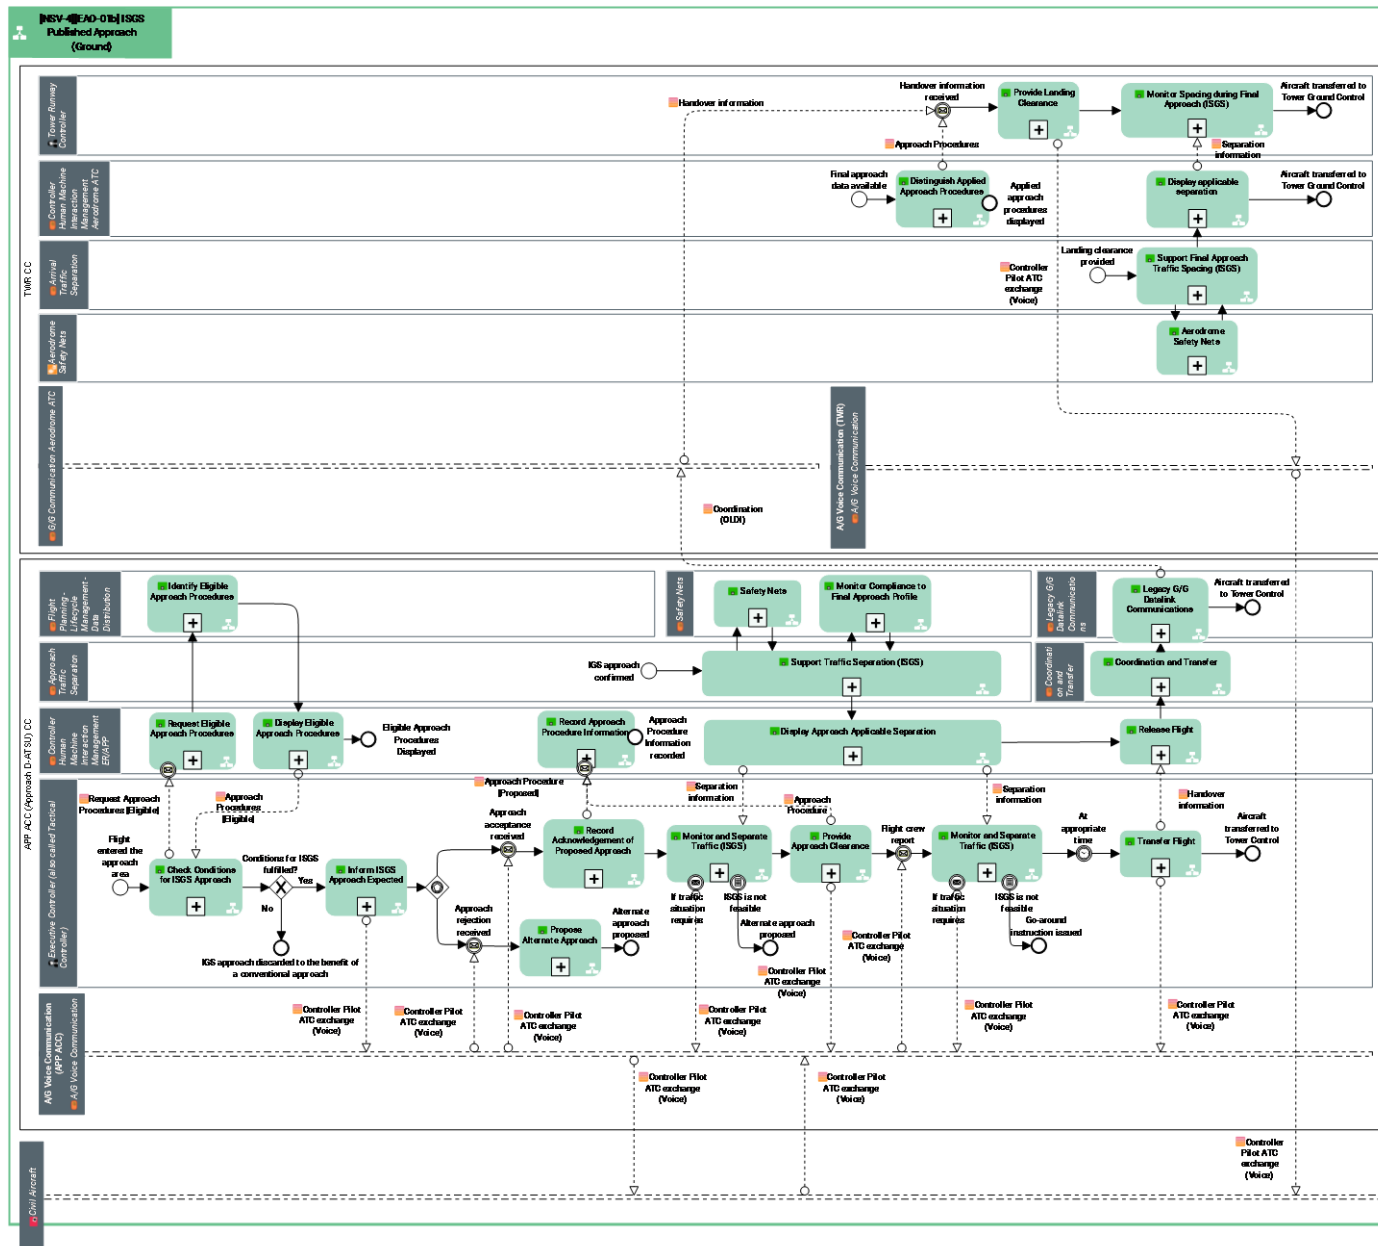 [NSV-4][EAO-01b] ISGS
Published Approach
(Ground)
TWR CC
Tower Runway
Controller
Handover information
Handover information
received
Provide Landing
Clearance
Monitor Spacing during Final
Approach (ISGS)
Aircraft transferred to
Tower Ground Control
Approach Procedures
Separation
information
Controller
Human Machine
Interaction
Management
Aerodrome ATC
Final approach
data available
Distinguish Applied
Approach Procedures
Applied
approach
procedures
displayed
Display applicable
separation
Aircraft transferred to
Tower Ground Control
Arrival
Traffic
Separation
Landing clearance
provided
Support Final Approach
Traffic Spacing (ISGS)
Controller
Pilot ATC
exchange
(Voice)
Aerodrome
Safety Nets
Aerodrome
Safety Nets
G/G Communication Aerodrome ATC
A/G Voice Communication (TWR)
A/G Voice Communication
Coordination
(OLDI)
APP ACC (Approach D-ATSU) CC
Flight
Planning -
Lifecycle
Management -
Data
Distribution
Identify Eligible
Approach Procedures
Safety Nets
Safety Nets
Monitor Compliance to
Final Approach Profile
Legacy G/G
Datalink
Communicatio
ns
Legacy G/G
Datalink
Communications
Aircraft transferred
to Tower Control
Approach
Traffic
Separation
IGS approach
confirmed
Support Traffic Separation (ISGS)
Coordinati
on and
Transfer
Coordination and Transfer
Controller
Human
Machine
Interaction
Management
ER/APP
Request Eligible
Approach Procedures
Display Eligible
Approach Procedures
Eligible Approach
Procedures
Displayed
Record Approach
Procedure Information
Approach
Procedure
Information
recorded
Display Approach Applicable Separation
Release Flight
Request Approach
Procedures [Eligible]
Approach
Procedures
[Eligible]
Approach Procedure
[Proposed]
Separation
information
Approach
Procedure
Separation
information
Handover
information
Executive Controller (also called Tactical
Controller)
Flight
entered the
approach
area
Check Conditions
for ISGS Approach
Conditions for ISGS
fulfilled?
Yes
No
IGS approach discarded to the benefit of
a conventional approach
Inform ISGS
Approach Expected
Approach
acceptance
received
Approach
rejection
received
Record
Acknowledgement of
Proposed Approach
Propose
Alternate Approach
Alternate
approach
proposed
Monitor and Separate
Traffic (ISGS)
If traffic
situation
requires
ISGS is not
feasible
Alternate approach
proposed
Provide
Approach Clearance
Flight crew
report
Monitor and Separate
Traffic (ISGS)
If traffic
situation
requires
ISGS is not
feasible
Go-around
instruction issued
At
appropriate
time
Transfer Flight
Aircraft
transferred to
Tower Control
Controller Pilot
ATC exchange
(Voice)
Controller Pilot
ATC exchange
(Voice)
A/G Voice Communication
(APP ACC)
A/G Voice Communication
Controller Pilot
ATC exchange
(Voice)
Controller Pilot
ATC exchange
(Voice)
Controller Pilot
ATC exchange
(Voice)
Controller Pilot
ATC exchange
(Voice)
Controller Pilot
ATC exchange
(Voice)
Controller Pilot
ATC exchange
(Voice)
Controller Pilot
ATC exchange
(Voice)
Controller Pilot
ATC exchange
(Voice)
Civil Aircraft
Controller
Pilot ATC
exchange
(Voice)